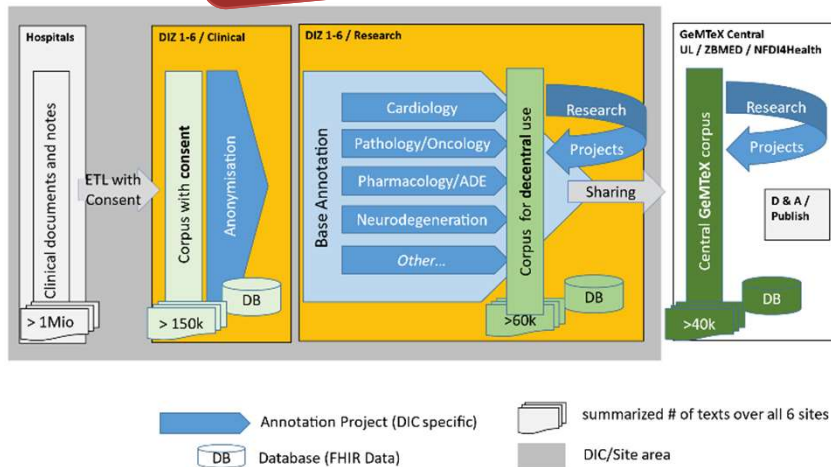 Hospitals
Clinical documents and notes
> 1Mio
ETL with
Consent
DIZ 1-6 / Clinical
Corpus with consent
Anonymisation
DB
> 150k
DIZ 1-6 / Research
Base Annotation
Cardiology
Pathology/Oncology
Pharmacology/ADE
Neurodegeneration
Other...
Corpus for decentral use
Research
Projects
Sharing
DB
>60k
GeMTeX Central
UL / ZBMED / NFDI4Health
Central GeMTeX corpus
Research
Projects
D & A /
Publish
DB
>40k
Annotation Project (DIC specific)
summarized # of texts over all 6 sites
DB
Database (FHIR Data)
DIC/Site area